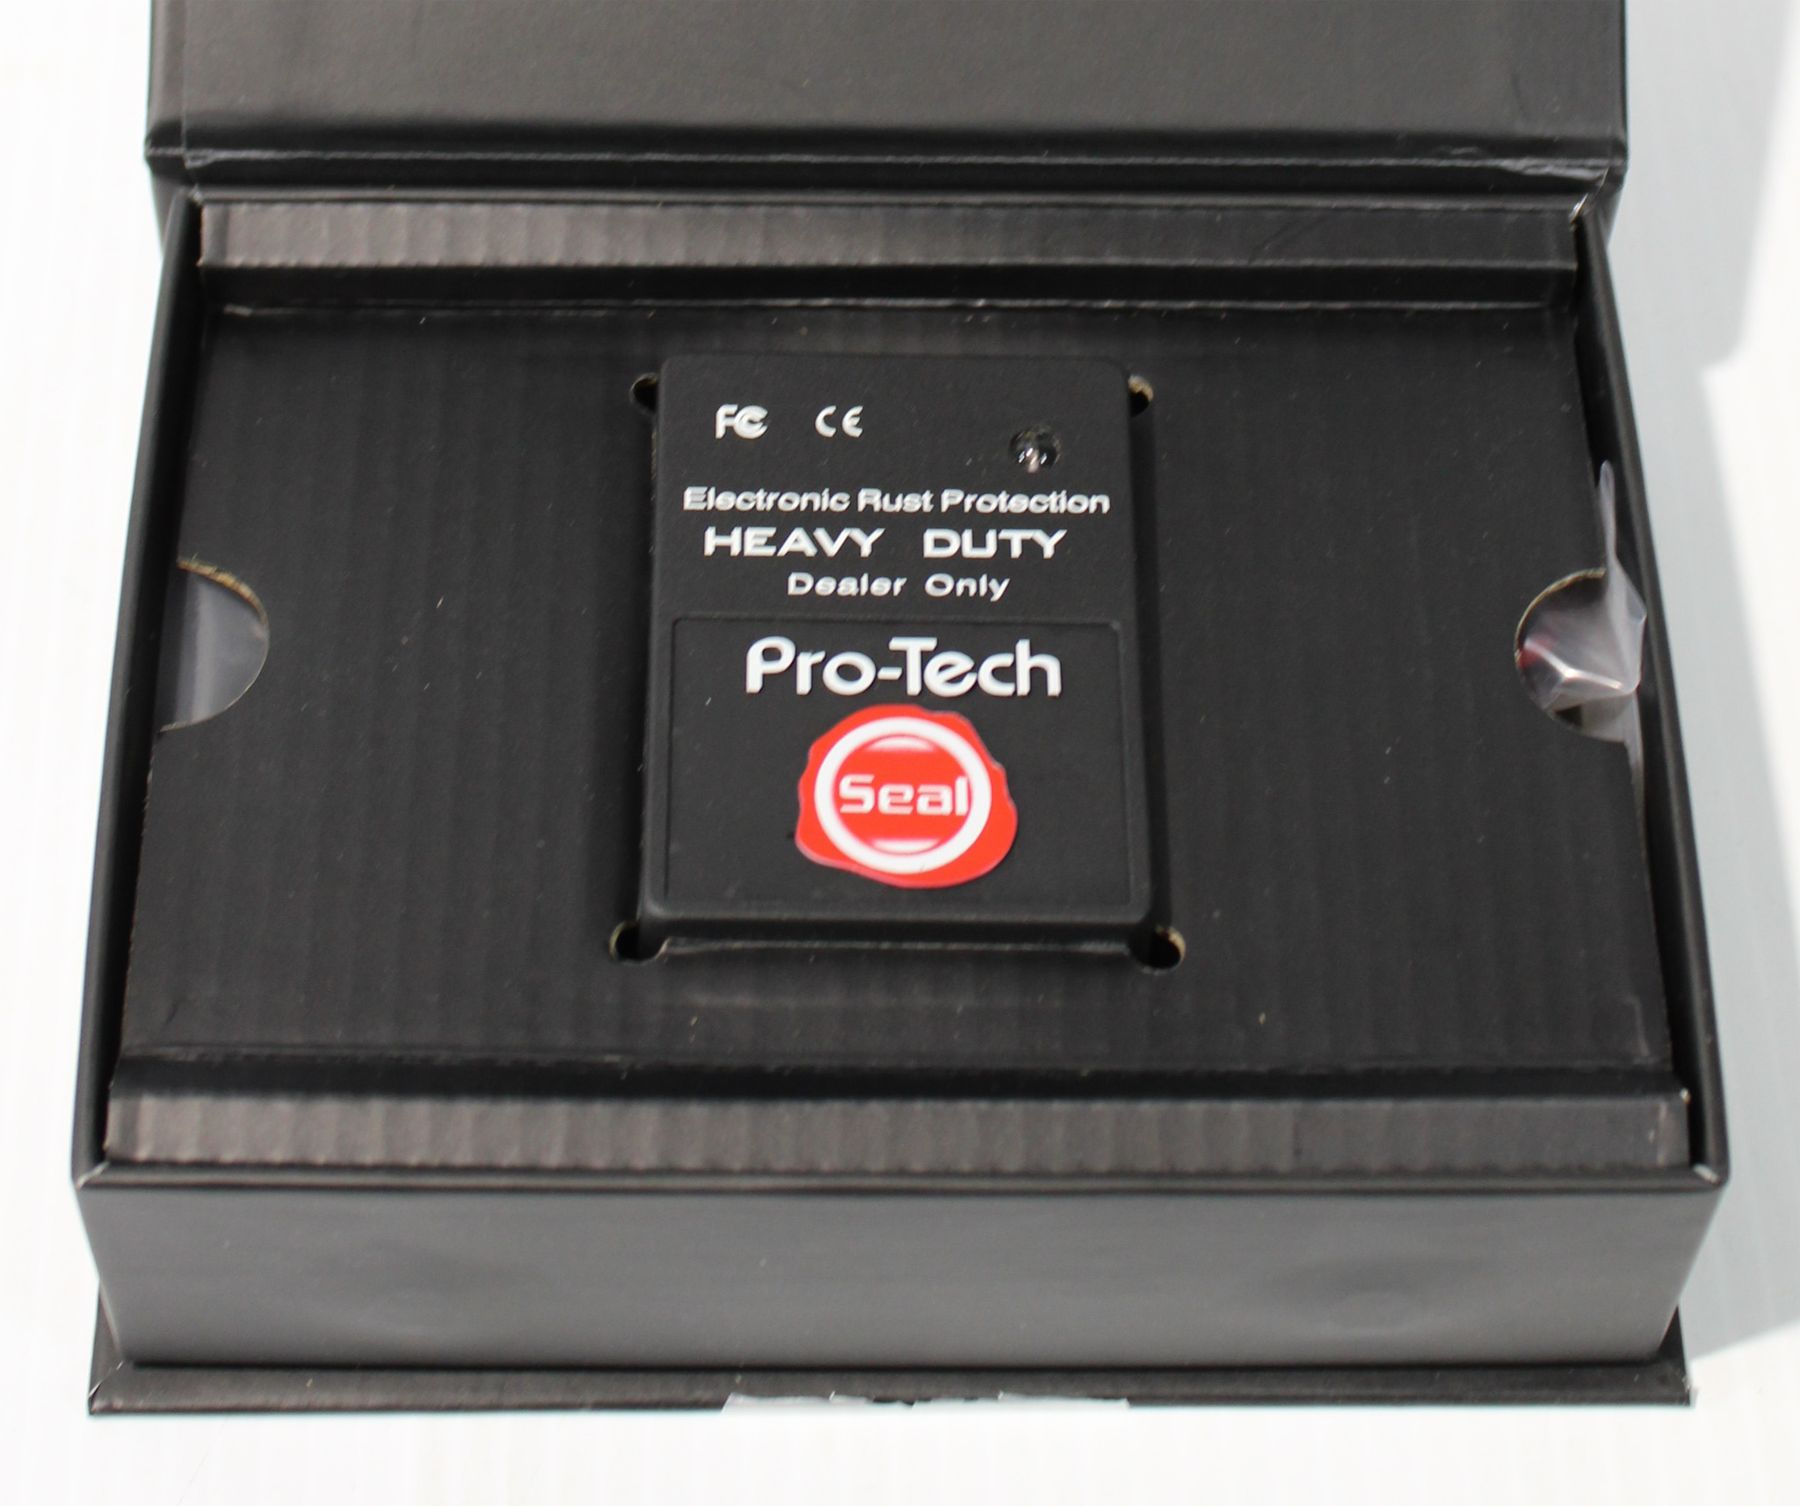 FC CE
Electronic Rust Protection
HEAVY DUTY
Dealer Only
Pro-Tech
Seal